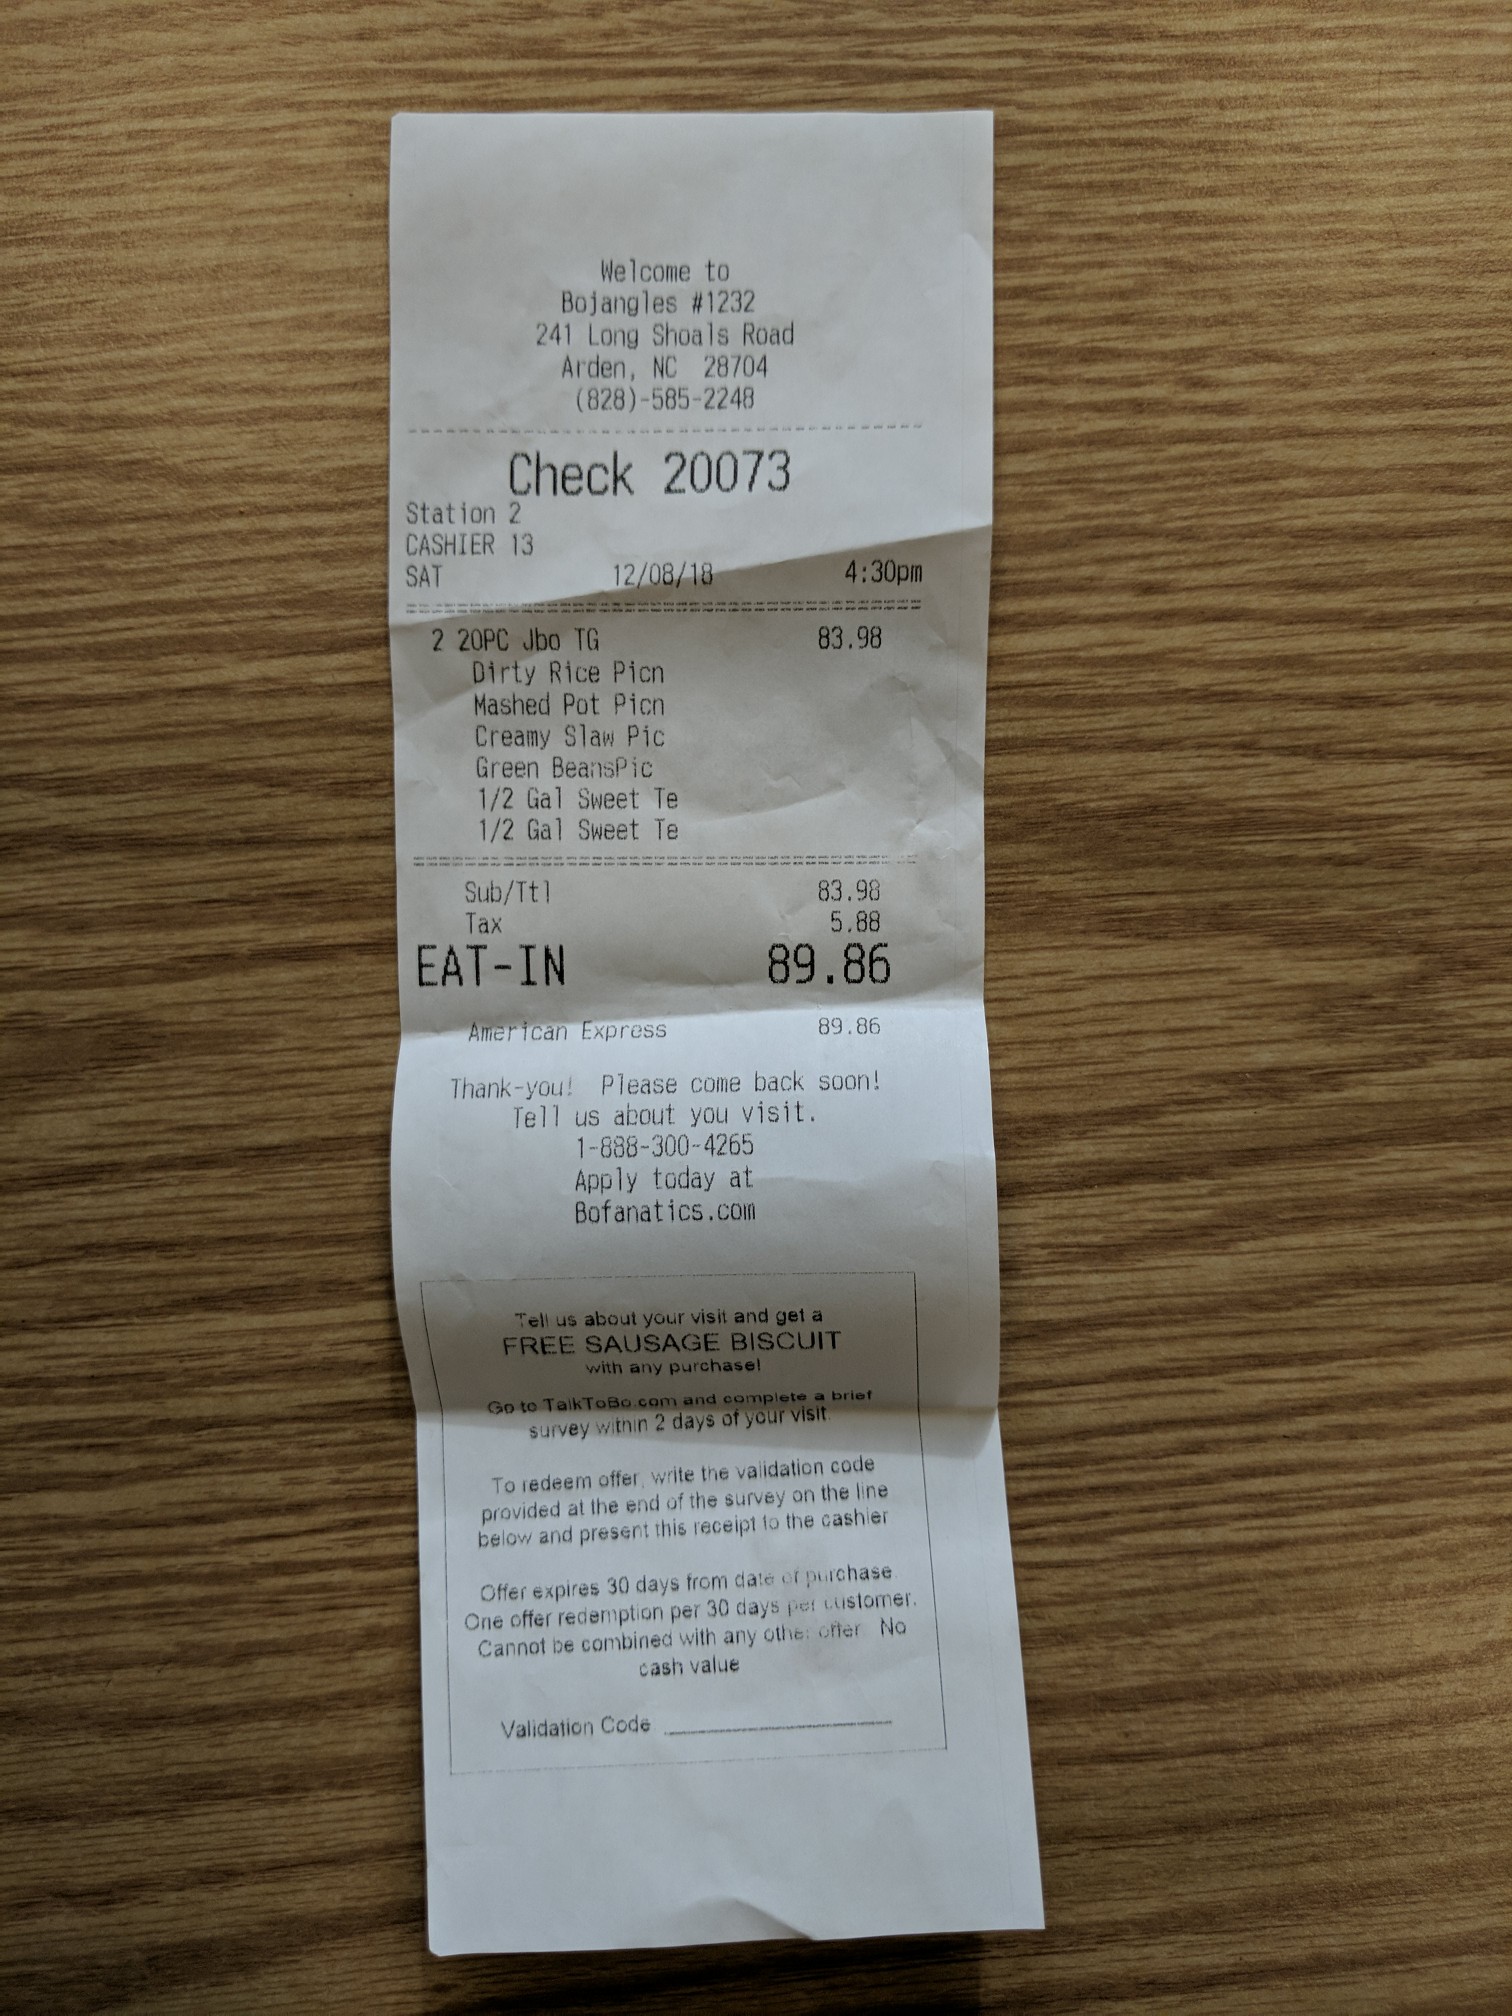 Welcome to
Bojangles #1232
241 Long Shoals Road
Arden, NC 28704
(828)-585-2248
Check 20073
Station 2
CASHIER 13
SAT 12/08/18 4:30pm
2 20PC Jbo TG 83.98
Dirty Rice Picn
Mashed Pot Picn
Creamy Slaw Pic
Green BeansPic
1/2 Gal Sweet Te
1/2 Gal Sweet Te
Sub/Ttl 83.98
Tax 5.88
EAT-IN 89.86
American Express 89.86
Thank-you! Please come back soon!
Tell us about you visit.
1-888-300-4265
Apply today at
Bofanatics.com
Tell us about your visit and get a
FREE SAUSAGE BISCUIT
with any purchase!
Go to TalkToBo.com and complete a brief
survey within 2 days of your visit.
To redeem offer, write the validation code
provided at the end of the survey on the line
below and present this receipt to the cashier
Offer expires 30 days from date of purchase.
One offer redemption per 30 days per customer.
Cannot be combined with any other offer. No
cash value
Validation Code